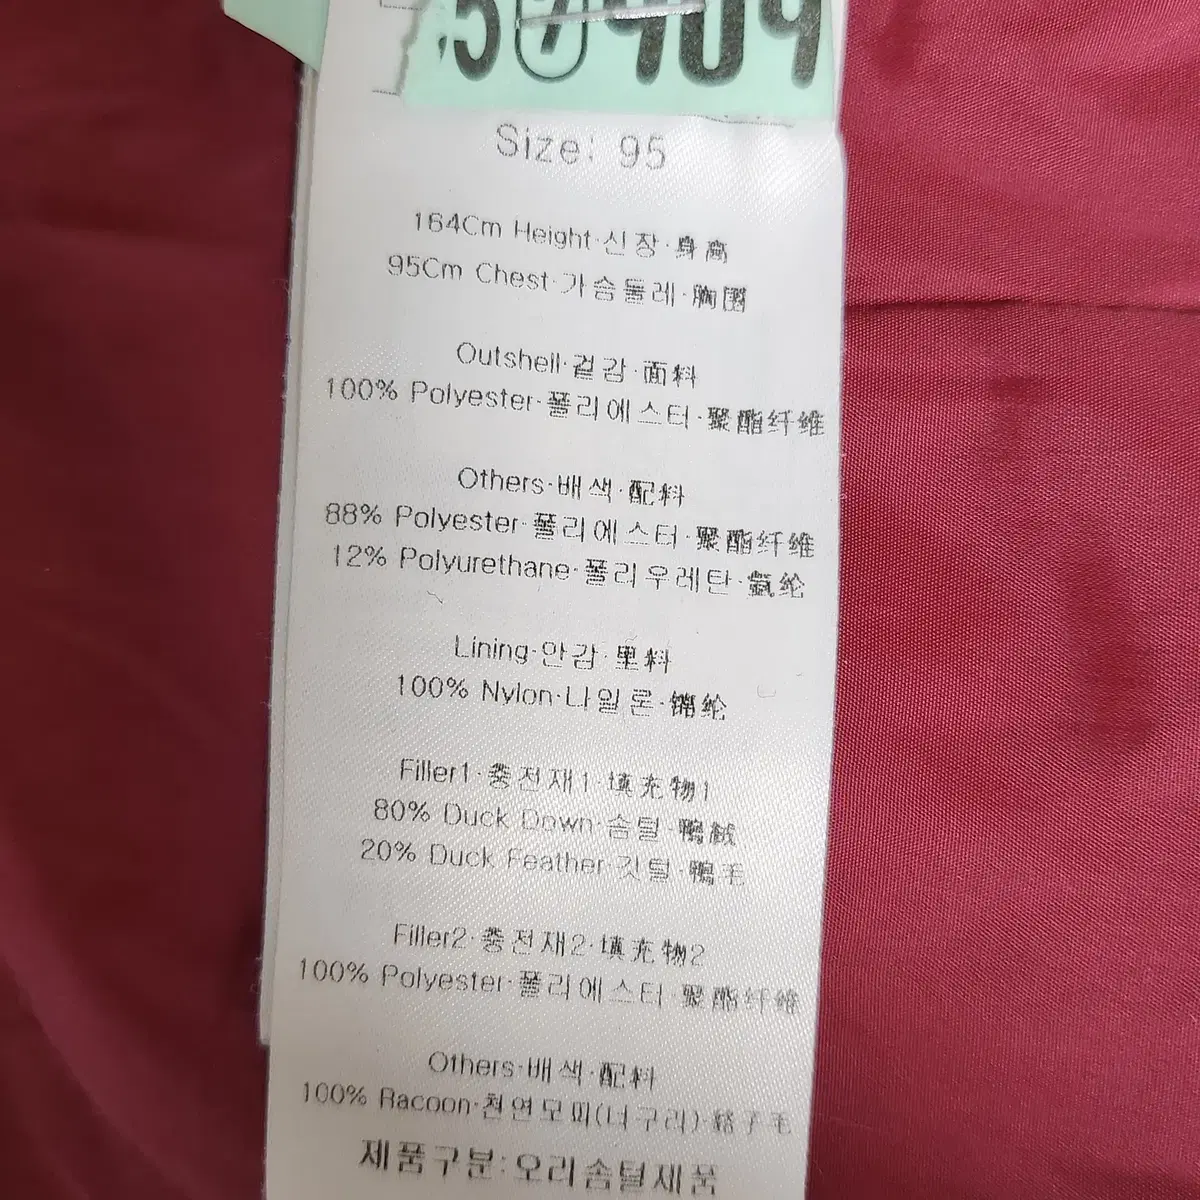 57909
Size: 95
164Cm Height·신장·身高
95Cm Chest·가슴둘레·胸围
Outshell·겉감·面料
100% Polyester·폴리에스터·聚酯纤维
Others·배색·配料
88% Polyester·폴리에스터·聚酯纤维
12% Polyurethane·폴리우레탄·氨纶
Lining·안감·里料
100% Nylon·나일론·锦纶
Filler1·충전재1·填充物1
80% Duck Down·솜털·鸭绒
20% Duck Feather·깃털·鸭毛
Filler2·충전재2·填充物2
100% Polyester·폴리에스터·聚酯纤维
Others·배색·配料
100% Racoon·천연모피(너구리)·貉子毛
제품구분:오리솜털제품